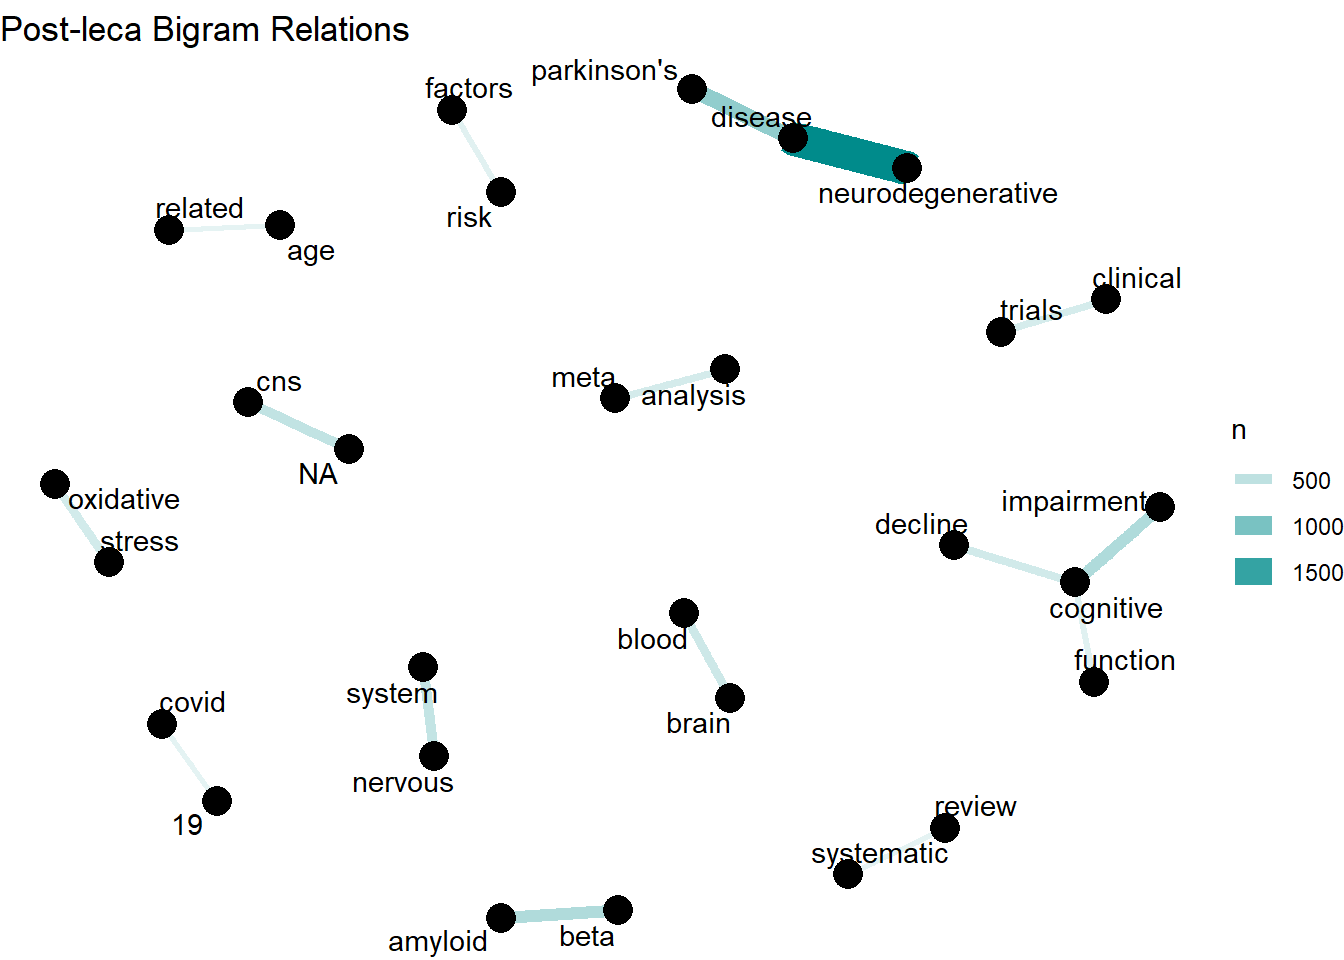 Post-leca Bigram Relations
parkinson's
factors
disease
neurodegenerative
related
risk
age
clinical
trials
cns
meta
analysis
n
NA
500
oxidative
impairment
decline
1000
stress
1500
cognitive
blood
function
system
covid
brain
nervous
review
19
systematic
amyloid
beta